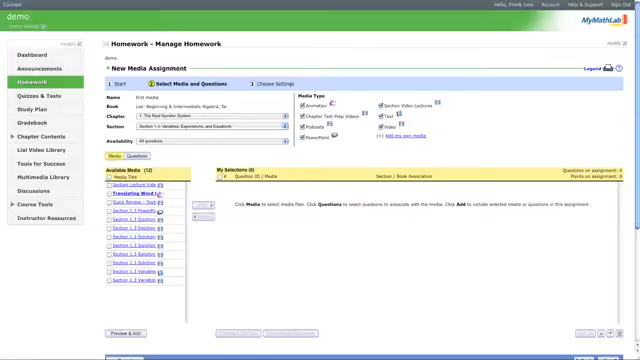 Courses
Hello, Frank Ives Account Help & Support Sign Out
demo
MyMathLab
modify
Homework - Manage Homework
modify
Dashboard
Announcements
Homework
Quizzes & Tests
Study Plan
Gradebook
Chapter Contents
Lial Video Library
Tools for Success
Multimedia Library
Discussions
Course Tools
Instructor Resources
demo
New Media Assignment
Legend
1 Start 2 Select Media and Questions 3 Choose Settings
Name first media
Book Lial: Beginning & Intermediate Algebra, 5e
Chapter 1. The Real Number System
Section Section 1.3: Variables, Expressions, and Equations
Availability All questions
Media Type
Animation Section Video Lectures
Chapter Test Prep Videos Text
Podcasts Video
PowerPoint (+) Add my own media
Media Questions
Available Media (12)
Media Title
Section Lecture Vide
Translating Word
Quick Review -
Section 1.3 PowerPo
Section 1.3 Solution
Section 1.3 Solution
Section 1.3 Solution
Section 1.3 Solution
Section 1.3 Solution
Section 1.3 Solution
Section 1.3 Variable
Section 1.3 Variable
My Selections (0)
Questions on assignment: 0
Points on assignment: 0
# Question ID / Media Section / Book Association
Click Media to select media files. Click Questions to select questions to associate with the media. Click Add to include selected media or questions in this assignment.
Preview & Add